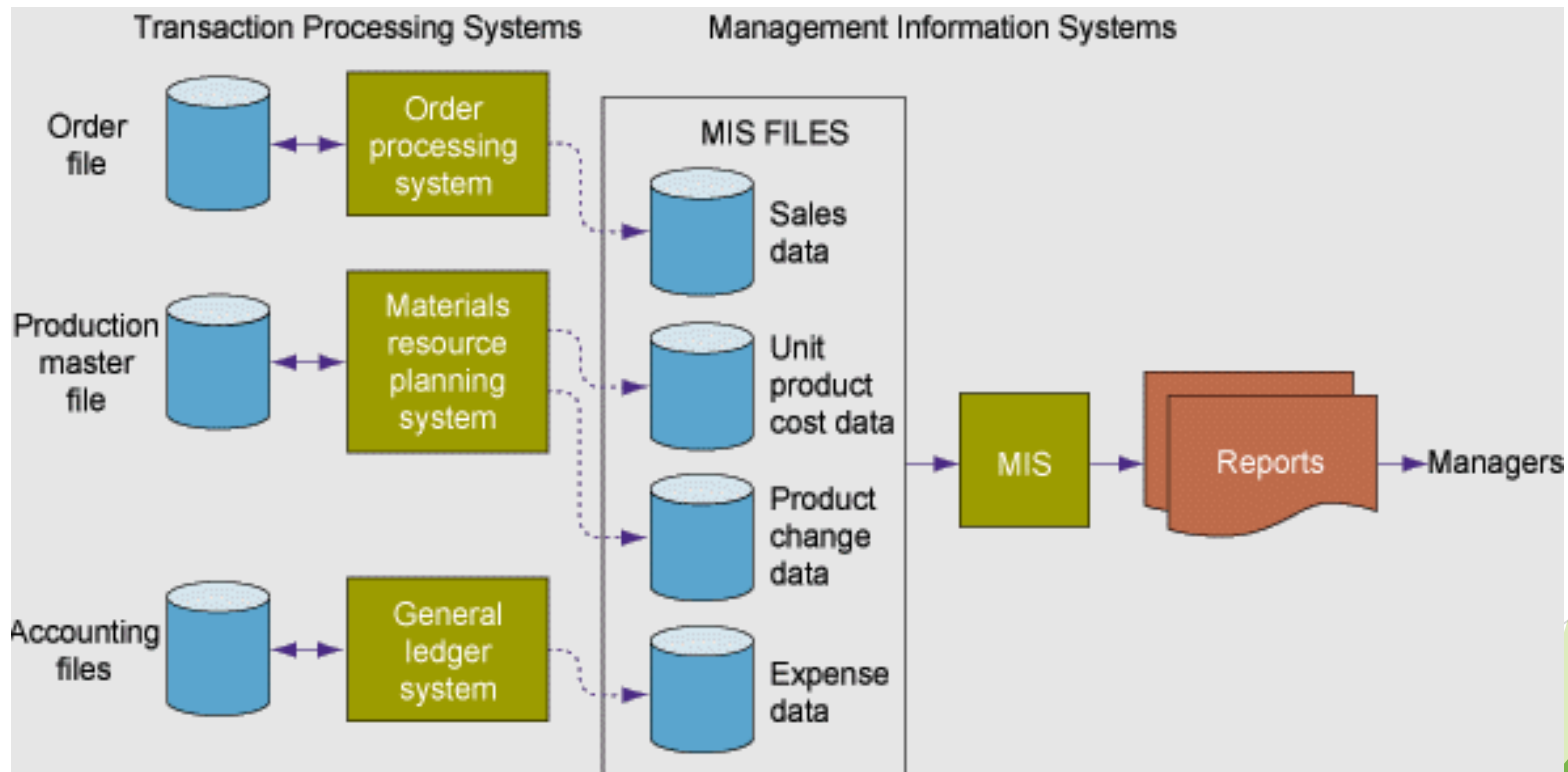 Transaction Processing Systems
Management Information Systems
Order
file
Order
processing
system
MIS FILES
Sales
data
Production
master
file
Materials
resource
planning
system
Unit
product
cost data
Product
change
data
MIS
Reports
Managers
Accounting
files
General
ledger
system
Expense
data